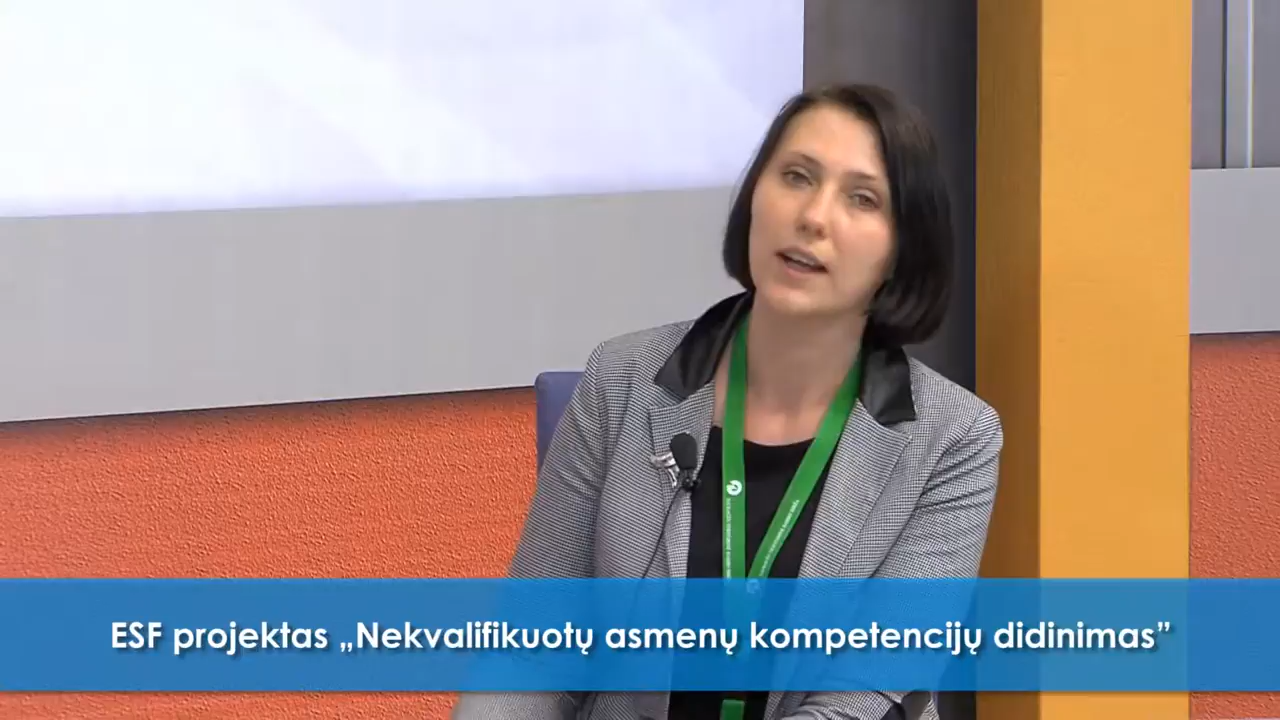 ESF projektas „Nekvalifikuotų asmenų kompetencijų didinimas”